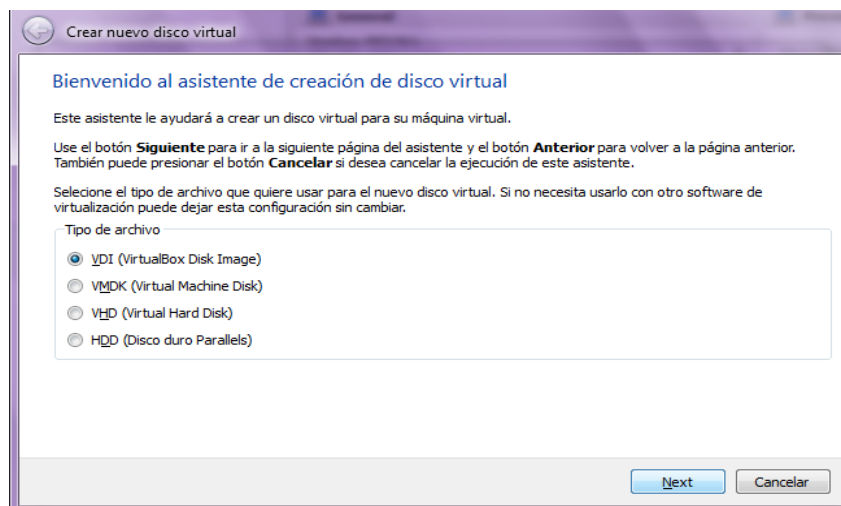 Crear nuevo disco virtual
Bienvenido al asistente de creación de disco virtual
Este asistente le ayudará a crear un disco virtual para su máquina virtual.
Use el botón Siguiente para ir a la siguiente página del asistente y el botón Anterior para volver a la página anterior.
También puede presionar el botón Cancelar si desea cancelar la ejecución de este asistente.
Selecione el tipo de archivo que quiere usar para el nuevo disco virtual. Si no necesita usarlo con otro software de
virtualización puede dejar esta configuración sin cambiar.
Tipo de archivo
VDI (VirtualBox Disk Image)
VMDK (Virtual Machine Disk)
VHD (Virtual Hard Disk)
HDD (Disco duro Parallels)
Next Cancelar